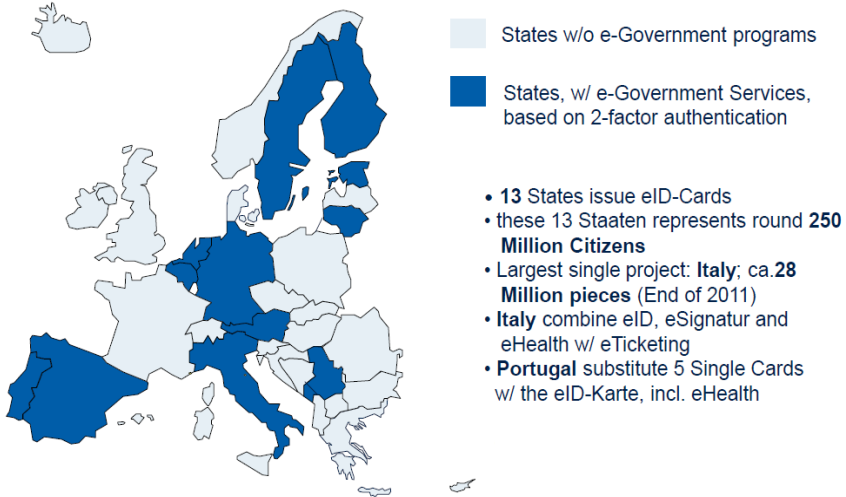 States w/o e-Government programs
States, w/ e-Government Services,
based on 2-factor authentication
• 13 States issue eID-Cards
• these 13 Staaten represents round 250
Million Citizens
• Largest single project: Italy; ca.28
Million pieces (End of 2011)
• Italy combine eID, eSignatur and
eHealth w/ eTicketing
• Portugal substitute 5 Single Cards
w/ the eID-Karte, incl. eHealth